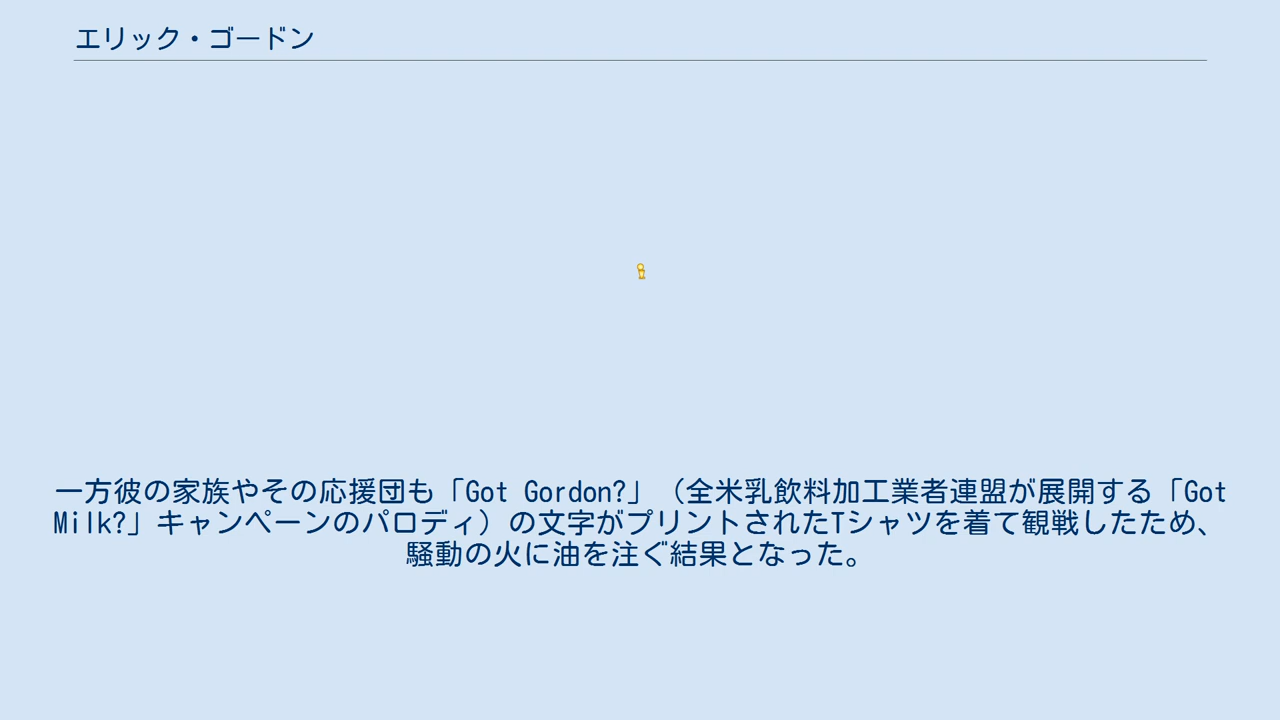 エリック・ゴードン
一方彼の家族やその応援団も「Got Gordon?」（全米乳飲料加工業者連盟が展開する「Got
Milk?」キャンペーンのパロディ）の文字がプリントされたTシャツを着て観戦したため、
騒動の火に油を注ぐ結果となった。